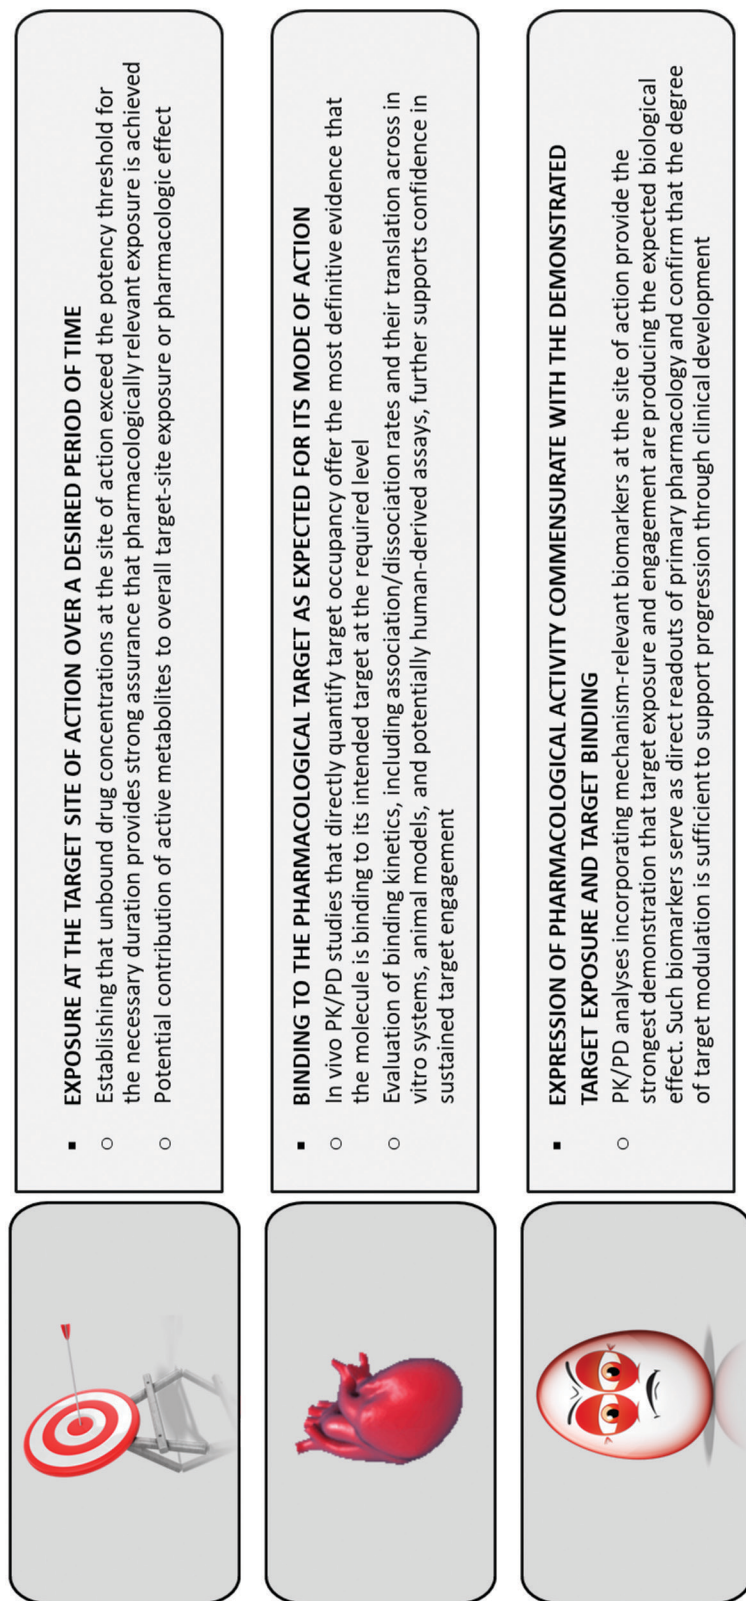 ▪ EXPOSURE AT THE TARGET SITE OF ACTION OVER A DESIRED PERIOD OF TIME
○ Establishing that unbound drug concentrations at the site of action exceed the potency threshold for
the necessary duration provides strong assurance that pharmacologically relevant exposure is achieved
○ Potential contribution of active metabolites to overall target-site exposure or pharmacologic effect
▪ BINDING TO THE PHARMACOLOGICAL TARGET AS EXPECTED FOR ITS MODE OF ACTION
○ In vivo PK/PD studies that directly quantify target occupancy offer the most definitive evidence that
the molecule is binding to its intended target at the required level
○ Evaluation of binding kinetics, including association/dissociation rates and their translation across in
vitro systems, animal models, and potentially human-derived assays, further supports confidence in
sustained target engagement
▪ EXPRESSION OF PHARMACOLOGICAL ACTIVITY COMMENSURATE WITH THE DEMONSTRATED
TARGET EXPOSURE AND TARGET BINDING
○ PK/PD analyses incorporating mechanism-relevant biomarkers at the site of action provide the
strongest demonstration that target exposure and engagement are producing the expected biological
effect. Such biomarkers serve as direct readouts of primary pharmacology and confirm that the degree
of target modulation is sufficient to support progression through clinical development